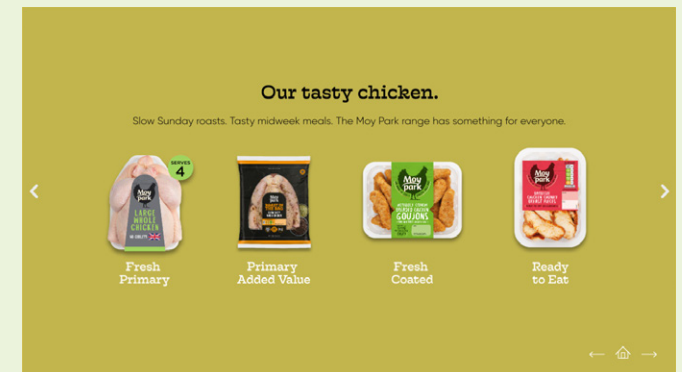 Our tasty chicken.
Slow Sunday roasts. Tasty midweek meals. The Moy Park range has something for everyone.
SERVES
4
Moy
park
LARGE
WHOLE
CHICKEN
Moy
park
Moy
park
GOUJONS
Moy
park
Fresh
Primary
Primary
Added Value
Fresh
Coated
Ready
to Eat